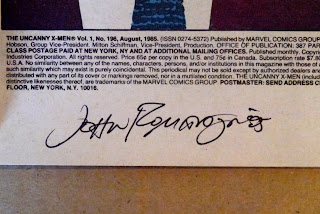 THE UNCANNY X-MEN® Vol. 1, No. 196, August, 1985. (ISSN 0274-5372) Published by MARVEL COMICS GROUP
Hobson, Group Vice-President. Milton Schiffman, Vice-President, Production. OFFICE OF PUBLICATION: 387 PAR
CLASS POSTAGE PAID AT NEW YORK, NY AND AT ADDITIONAL MAILING OFFICES. Published monthly. Copyr
Industries Corporation. All rights reserved. Price 65¢ per copy in the U.S. and 75¢ in Canada. Subscription rate $7.80
U.S.A. No similarity between any of the names, characters, persons, and/or institutions in this magazine with those of a
such similarity which may exist is purely coincidental. This periodical may not be sold except by authorized dealers and
distributed with any part of its cover or markings removed, nor in a mutilated condition. THE UNCANNY X-MEN (includin
distinctive likenesses thereof, are trademarks of the MARVEL COMICS GROUP. POSTMASTER: SEND ADDRESS C
FLOOR, NEW YORK, N.Y. 10016.
John Romita Jr.